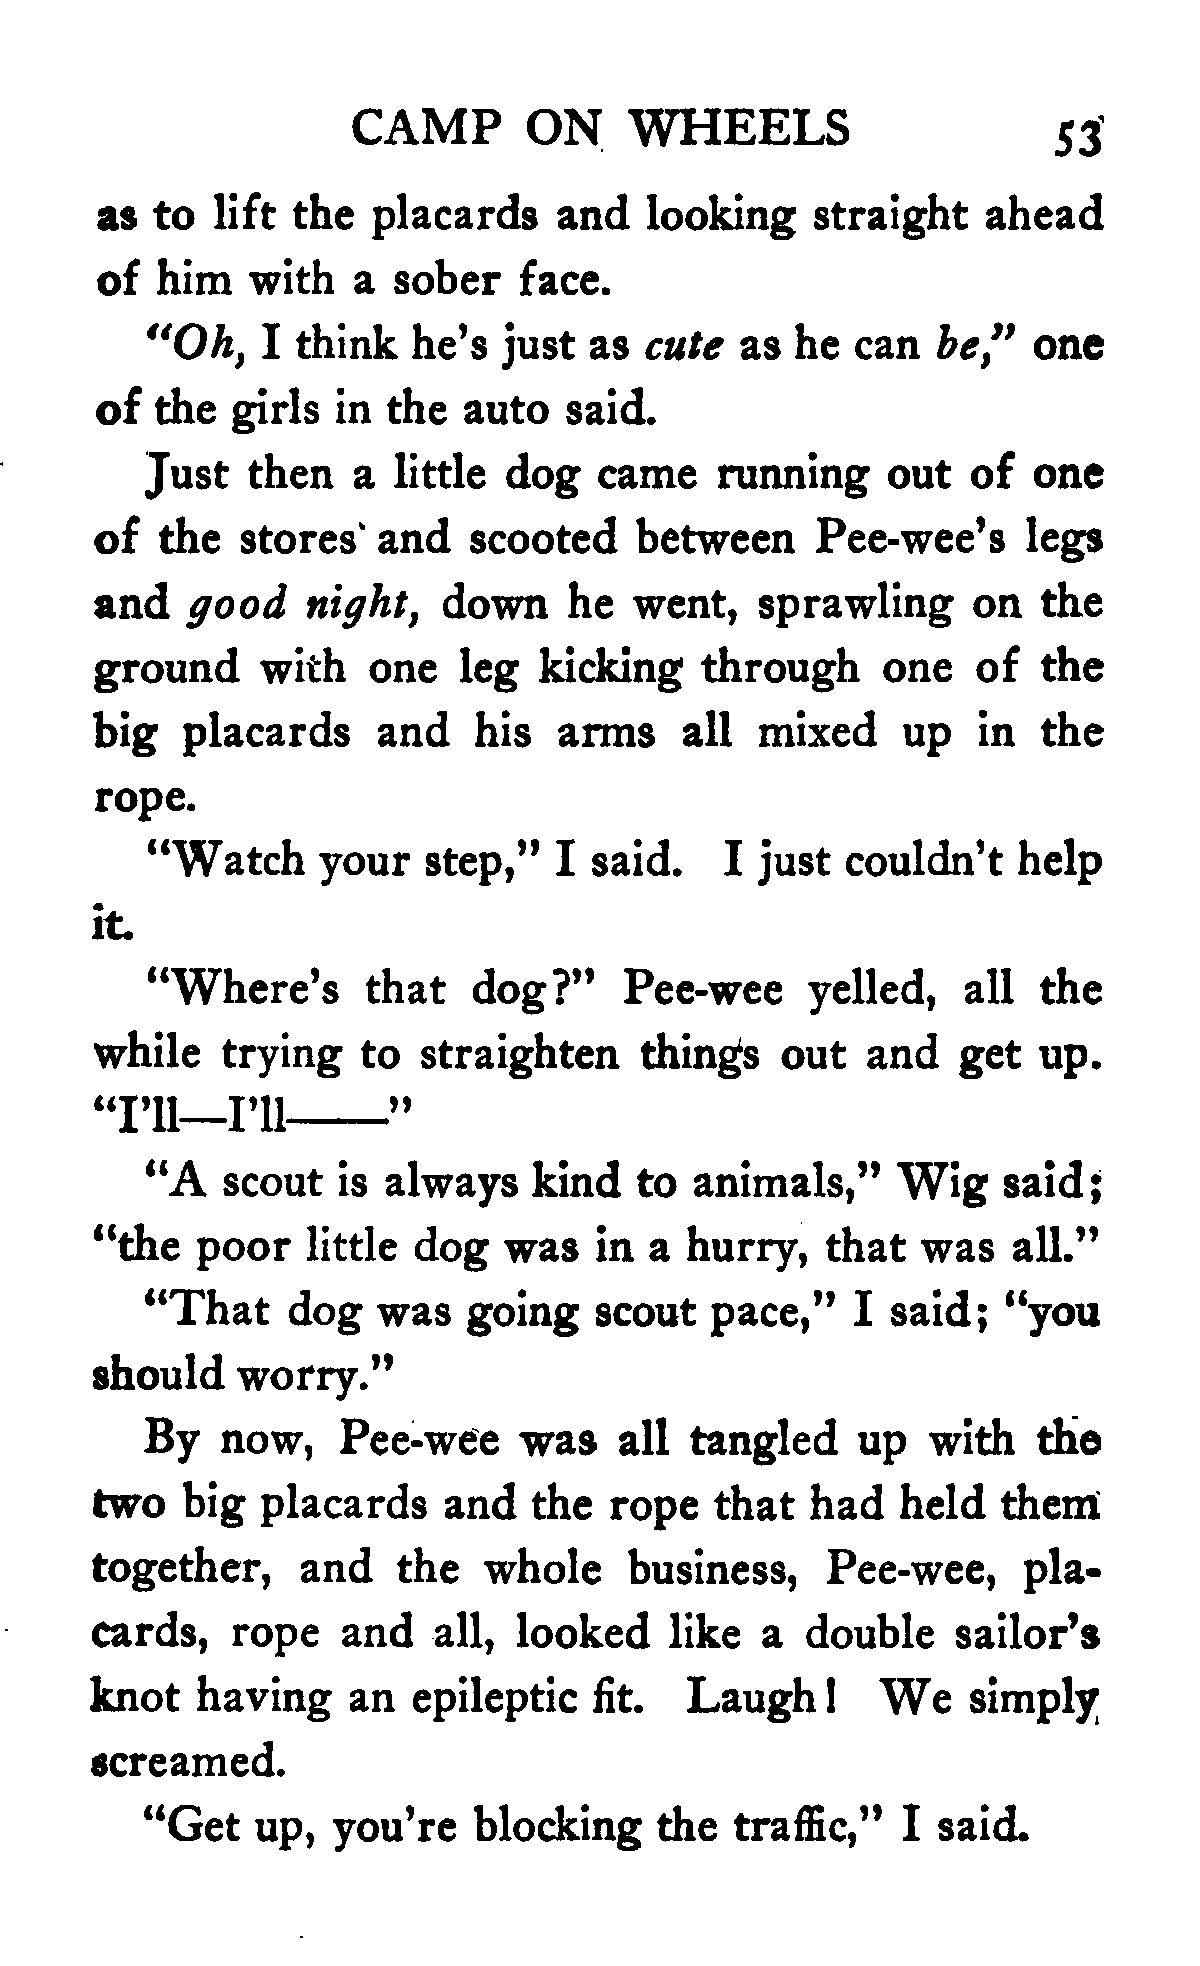 CAMP ON WHEELS 53
as to lift the placards and looking straight ahead
of him with a sober face.
“Oh, I think he’s just as cute as he can be,” one
of the girls in the auto said.
Just then a little dog came running out of one
of the stores and scooted between Pee-wee’s legs
and good night, down he went, sprawling on the
ground with one leg kicking through one of the
big placards and his arms all mixed up in the
rope.
“Watch your step,” I said. I just couldn’t help
it.
“Where’s that dog?” Pee-wee yelled, all the
while trying to straighten things out and get up.
“I’ll—I’ll——”
“A scout is always kind to animals,” Wig said;
“the poor little dog was in a hurry, that was all.”
“That dog was going scout pace,” I said; “you
should worry.”
By now, Pee-wee was all tangled up with the
two big placards and the rope that had held them
together, and the whole business, Pee-wee, pla-
cards, rope and all, looked like a double sailor’s
knot having an epileptic fit. Laugh! We simply
screamed.
“Get up, you’re blocking the traffic,” I said.